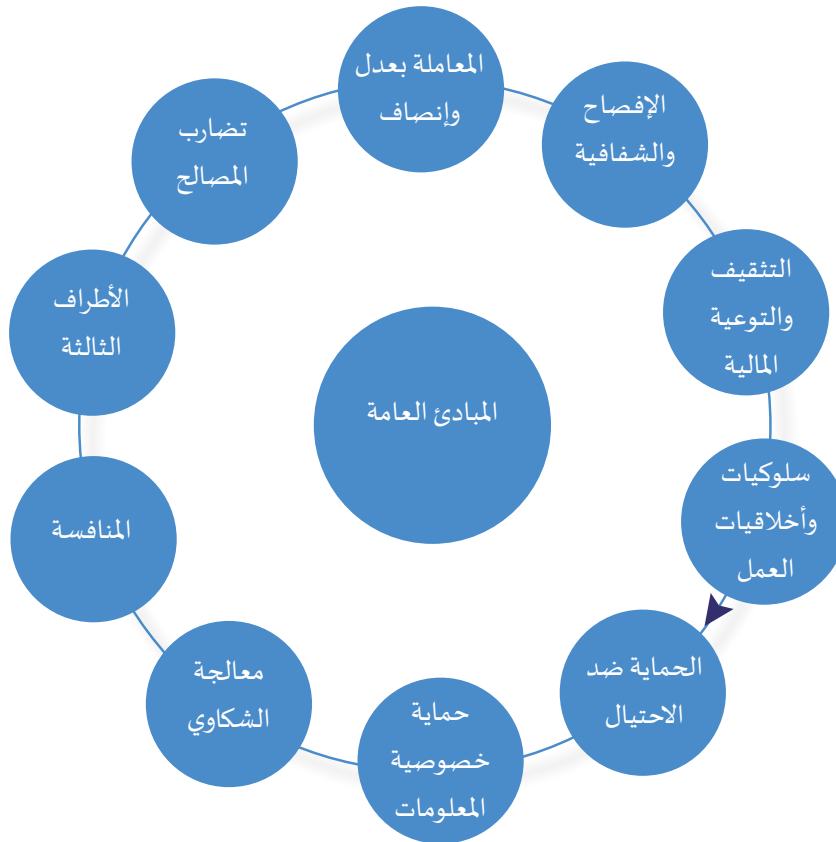 المعاملة بعدل
وإنصاف
الإفصاح
والشفافية
التثقيف
والتوعية
المالية
سلوكيات
وأخلاقيات
العمل
الحماية ضد
الاحتيال
حماية
خصوصية
المعلومات
معالجة
الشكاوي
المنافسة
الأطراف
الثالثة
تضارب
المصالح
المبادئ العامة